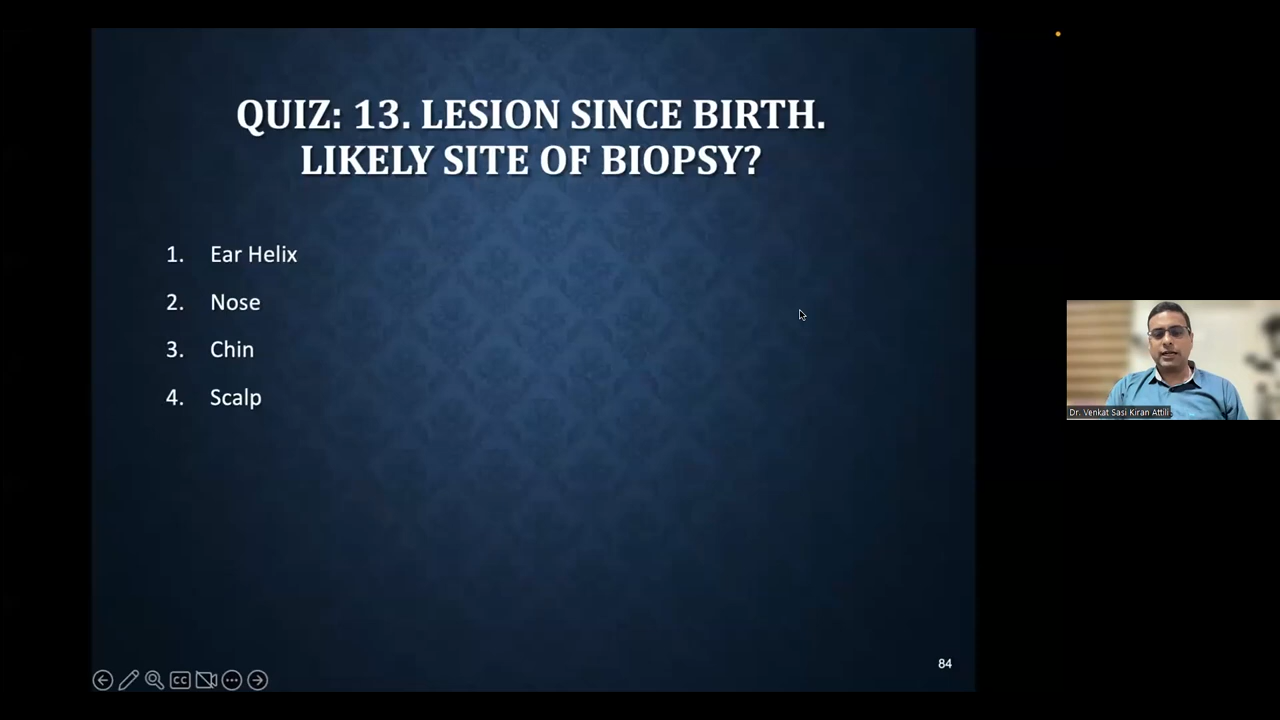 QUIZ: 13. LESION SINCE BIRTH.
LIKELY SITE OF BIOPSY?
1. Ear Helix
2. Nose
3. Chin
4. Scalp
Dr. Venkat Sasi Kiran Attili
84
CC